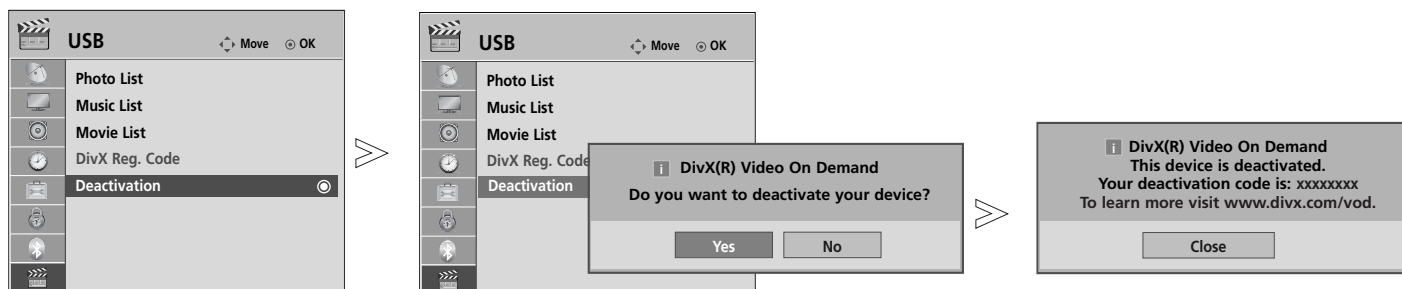 USB Move OK
Photo List
Music List
Movie List
DivX Reg. Code
Deactivation
USB Move OK
Photo List
Music List
Movie List
DivX Reg. Code
Deactivation
i DivX(R) Video On Demand
Do you want to deactivate your device?
Yes No
i DivX(R) Video On Demand
This device is deactivated.
Your deactivation code is: xxxxxxxx
To learn more visit www.divx.com/vod.
Close